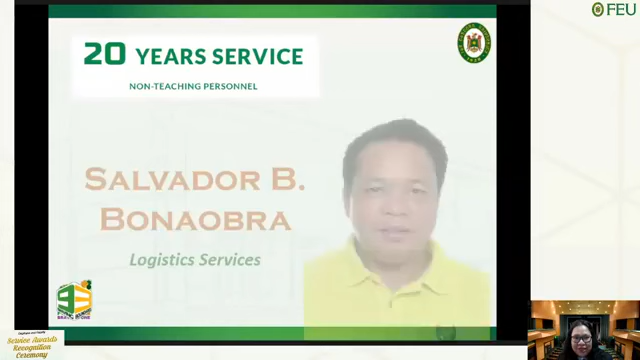 FEU
20 YEARS SERVICE
NON-TEACHING PERSONNEL
SALVADOR B.
BONAOBRA
Logistics Services
Service Awards
Recognition
Ceremony